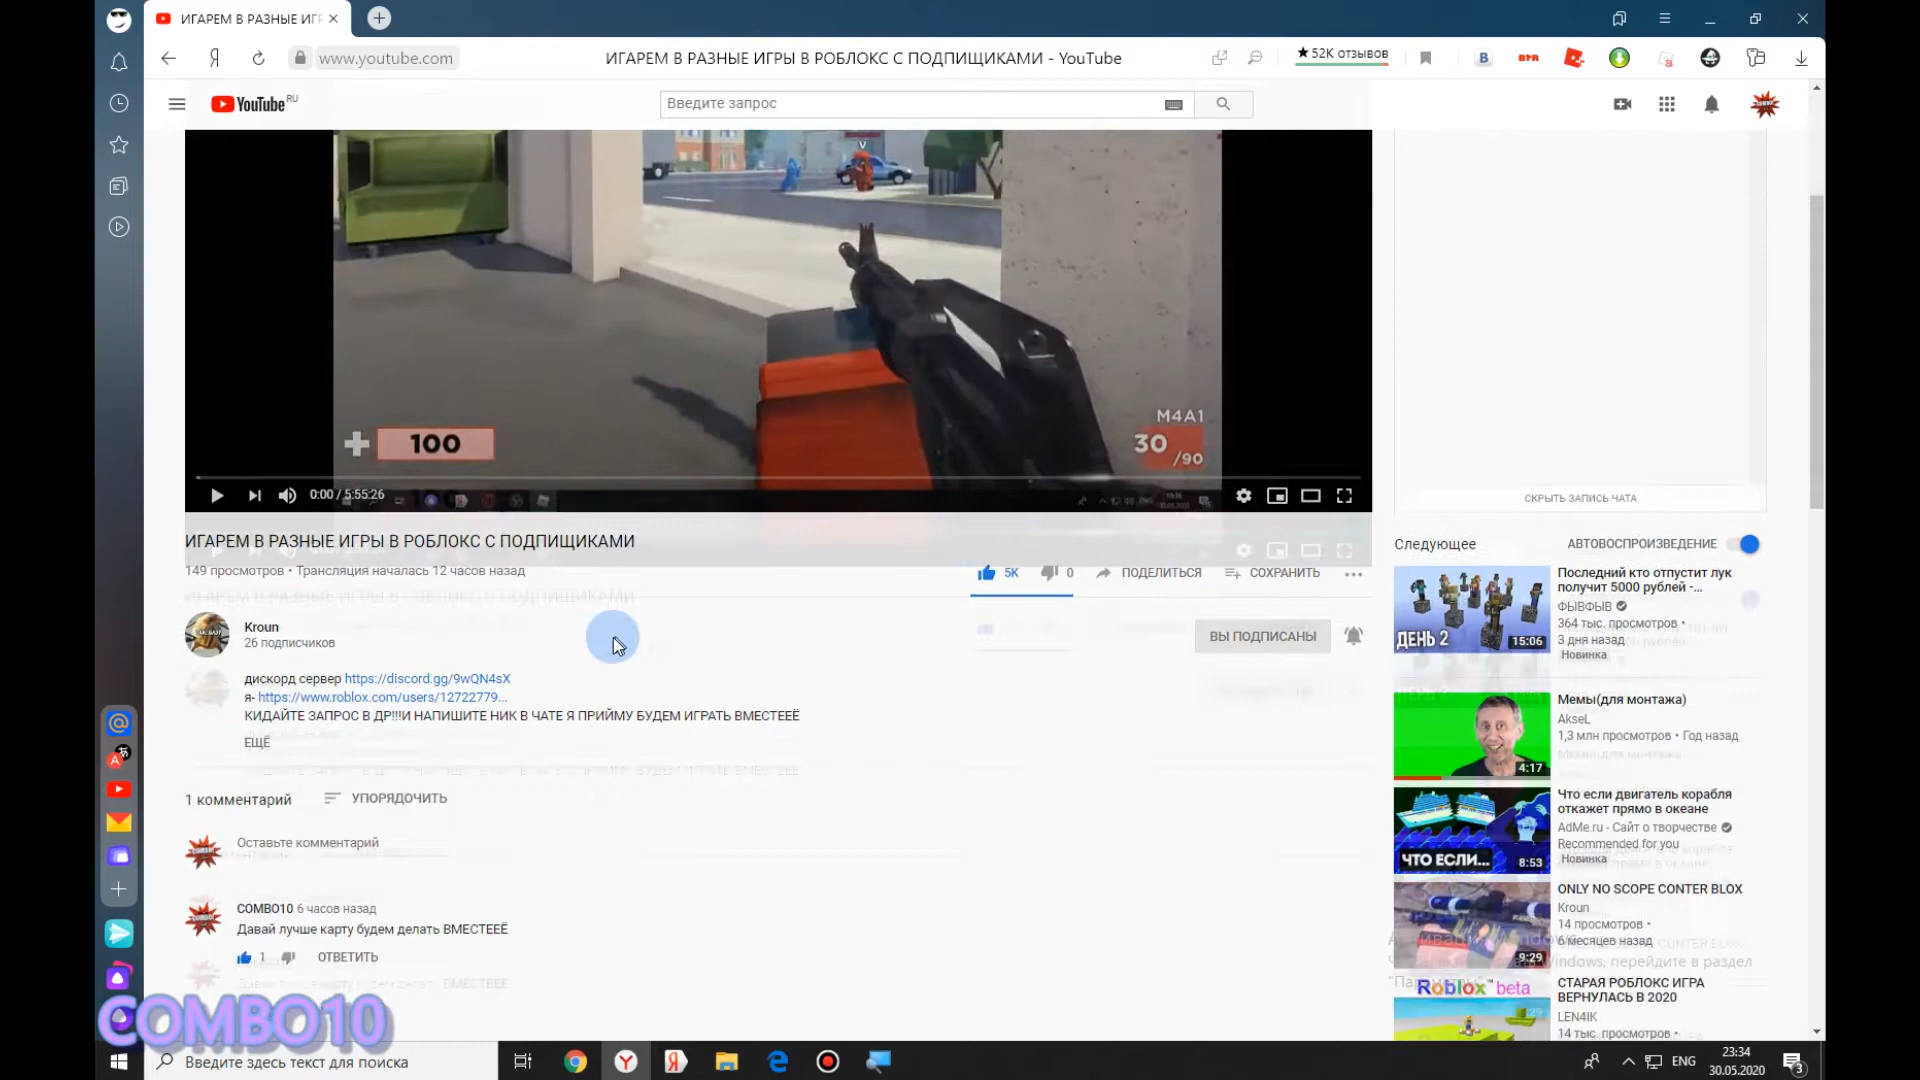 ИГАРЕМ В РАЗНЫЕ ИГР
www.youtube.com
ИГАРЕМ В РАЗНЫЕ ИГРЫ В РОБЛОКС С ПОДПИЩИКАМИ - YouTube
★52K отзывов
YouTube RU
Введите запрос
100
M4A1
30 /90
0:00 / 5:55:26
СКРЫТЬ ЗАПИСЬ ЧАТА
ИГАРЕМ В РАЗНЫЕ ИГРЫ В РОБЛОКС С ПОДПИЩИКАМИ
149 просмотров • Трансляция началась 12 часов назад
5K
0
ПОДЕЛИТЬСЯ
СОХРАНИТЬ
Kroun
26 подписчиков
ВЫ ПОДПИСАНЫ
дискорд сервер https://discord.gg/9wQN4sX
я- https://www.roblox.com/users/12722779...
КИДАЙТЕ ЗАПРОС В ДР!!!И НАПИШИТЕ НИК В ЧАТЕ Я ПРИЙМУ БУДЕМ ИГРАТЬ ВМЕСТЕЕЁ
ЕЩЁ
1 комментарий
УПОРЯДОЧИТЬ
Оставьте комментарий
COMBO10 6 часов назад
Давай лучше карту будем делать ВМЕСТЕЕЁ
1
ОТВЕТИТЬ
Следующее
АВТОВОСПРОИЗВЕДЕНИЕ
Последний кто отпустит лук
получит 5000 рублей -...
ФЫВФЫВ
364 тыс. просмотров •
3 дня назад
Новинка
ДЕНЬ 2
15:06
Мемы(для монтажа)
AkseL
1,3 млн просмотров • Год назад
4:17
Что если двигатель корабля
откажет прямо в океане
AdMe.ru - Сайт о творчестве
Recommended for you
Новинка
ЧТО ЕСЛИ...
8:53
ONLY NO SCOPE CONTER BLOX
Kroun
14 просмотров •
6 месяцев назад
9:29
Roblox beta
СТАРАЯ РОБЛОКС ИГРА
ВЕРНУЛАСЬ В 2020
LEN4IK
14 тыс. просмотров •
COMBO10
Введите здесь текст для поиска
ENG
23:34
30.05.2020
3